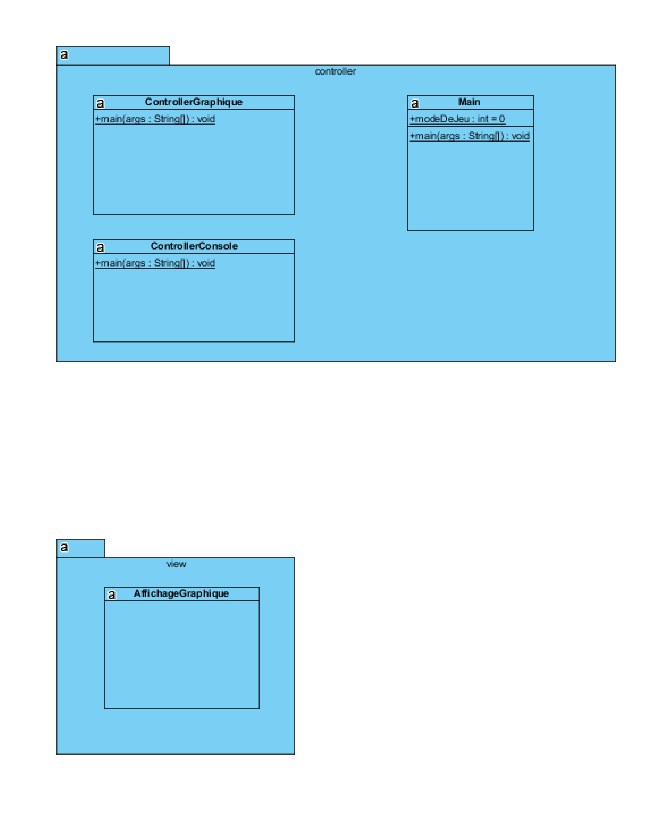 a
controller
a ControllerGraphique
+main(args : String[]) : void
a Main
+modeDeJeu : int = 0
+main(args : String[]) : void
a ControllerConsole
+main(args : String[]) : void
a
view
a AffichageGraphique